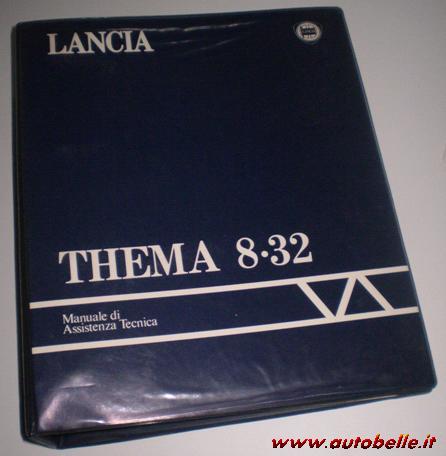 LANCIA
THEMA 8·32
Manuale di
Assistenza Tecnica
www.autobelle.it